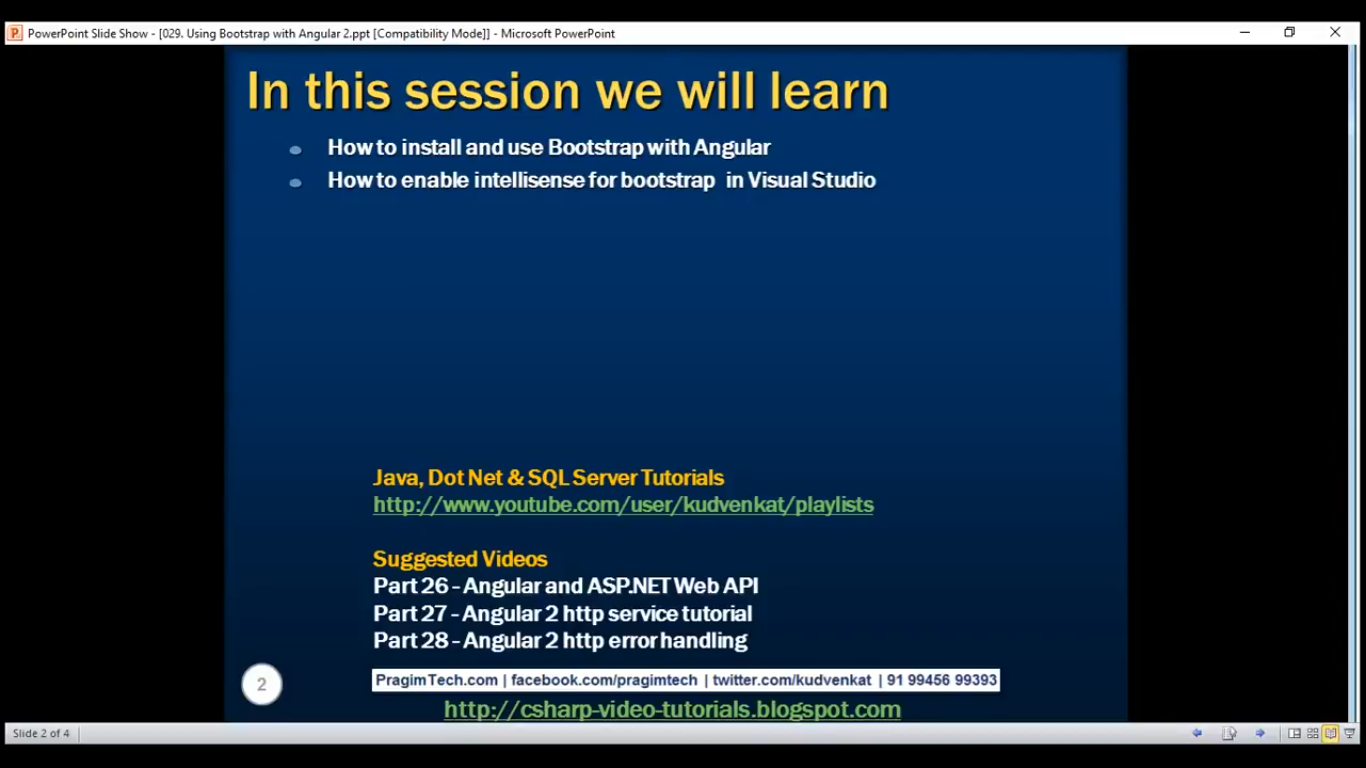 PowerPoint Slide Show - [029. Using Bootstrap with Angular 2.ppt [Compatibility Mode]] - Microsoft PowerPoint
In this session we will learn
How to install and use Bootstrap with Angular
How to enable intellisense for bootstrap in Visual Studio
Java, Dot Net & SQL Server Tutorials
http://www.youtube.com/user/kudvenkat/playlists
Suggested Videos
Part 26 - Angular and ASP.NET Web API
Part 27 - Angular 2 http service tutorial
Part 28 - Angular 2 http error handling
2
PragimTech.com | facebook.com/pragimtech | twitter.com/kudvenkat | 91 99456 99393
http://csharp-video-tutorials.blogspot.com
Slide 2 of 4